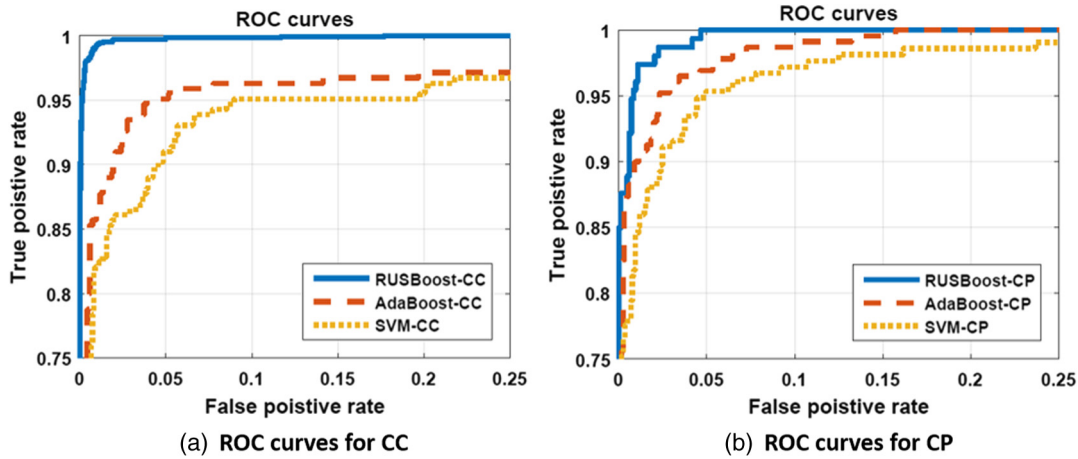 ROC curves
1
0.95
0.9
0.85
0.8
0.75
True poistive rate
RUSBoost-CC
AdaBoost-CC
SVM-CC
0 0.05 0.1 0.15 0.2 0.25
False poistive rate
(a) ROC curves for CC
ROC curves
1
0.95
0.9
0.85
0.8
0.75
True poistive rate
RUSBoost-CP
AdaBoost-CP
SVM-CP
0 0.05 0.1 0.15 0.2 0.25
False poistive rate
(b) ROC curves for CP